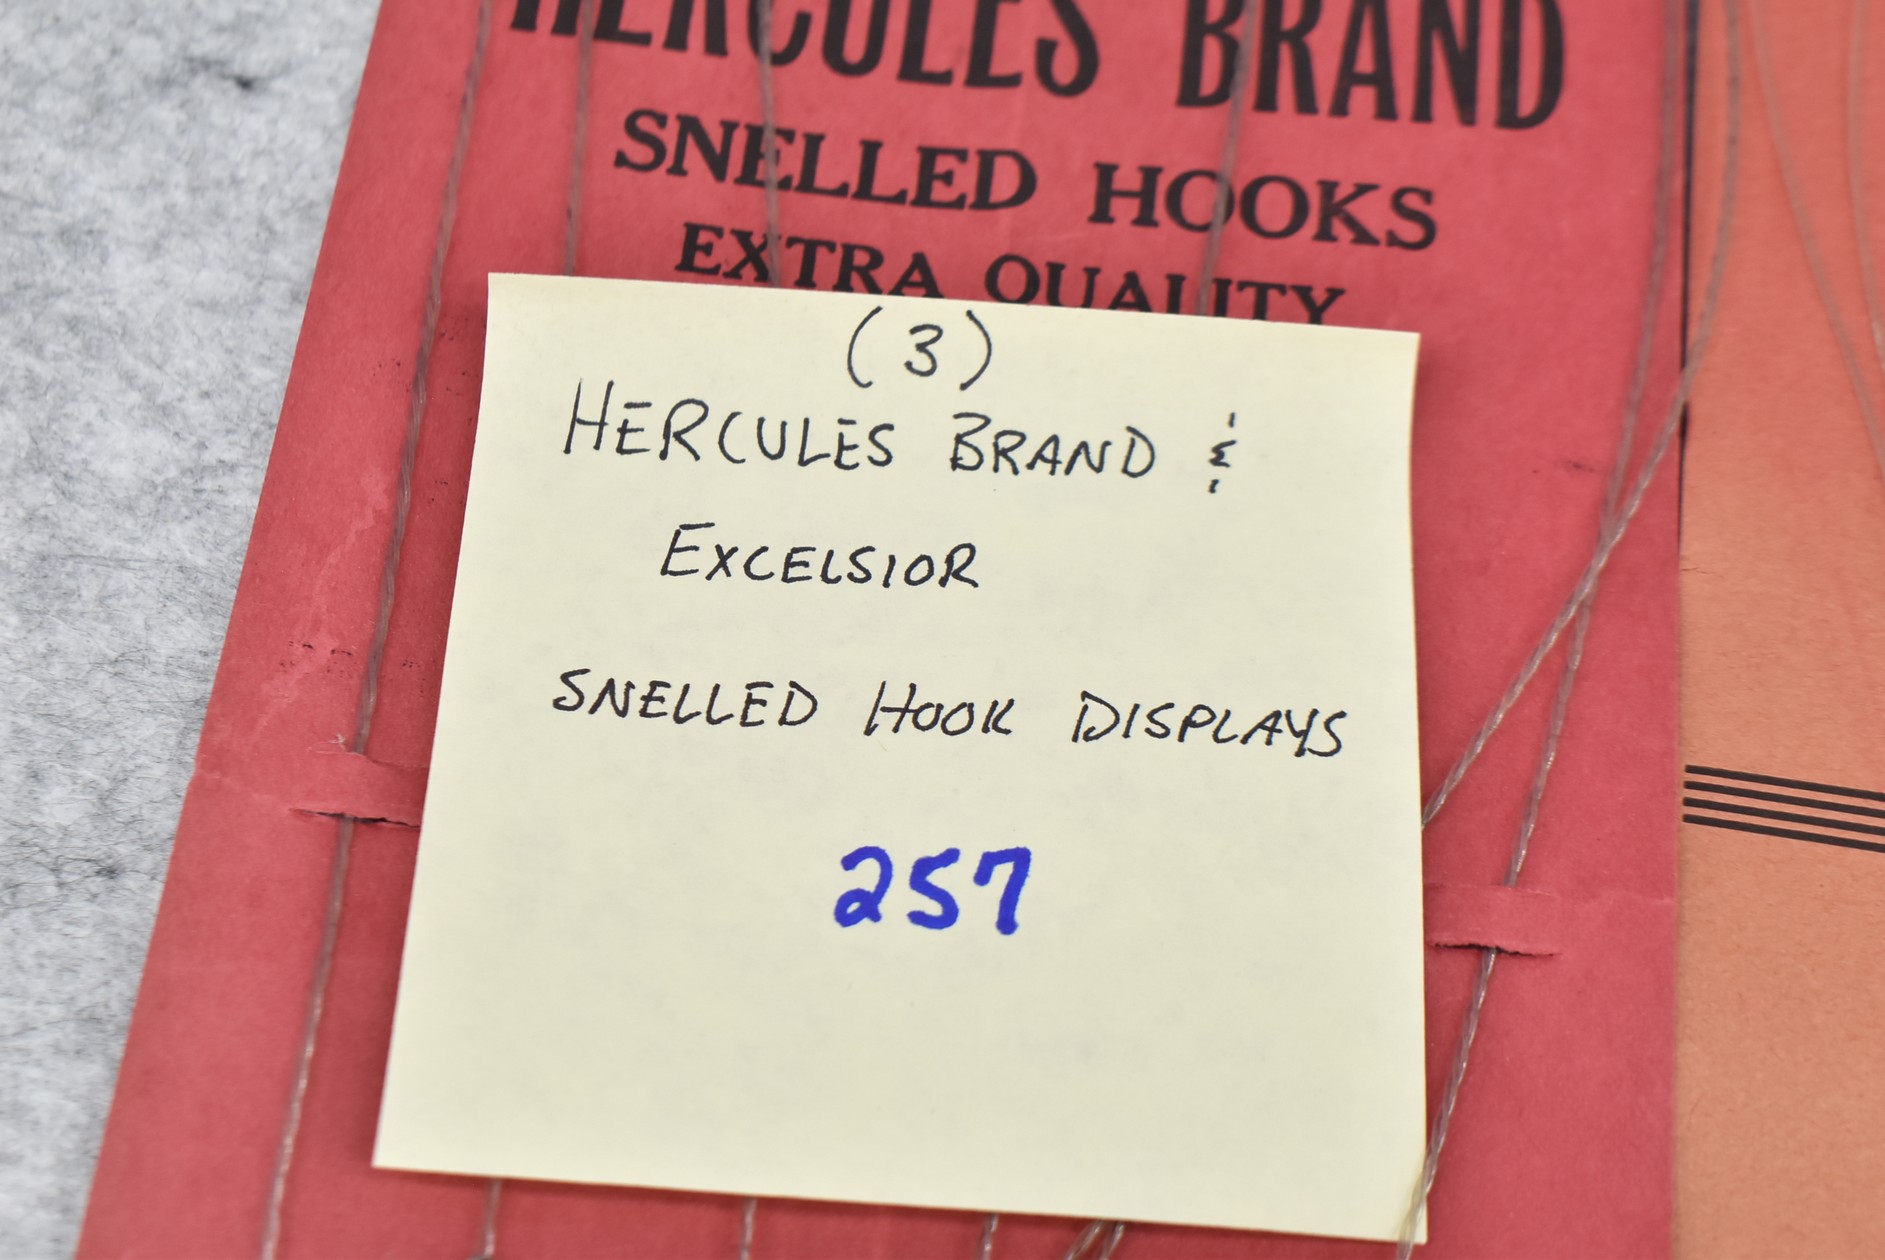 HERCULES BRAND
SNELLED HOOKS
EXTRA QUALITY
(3)
HERCULES BRAND &
EXCELSIOR
SNELLED HOOK DISPLAYS
257